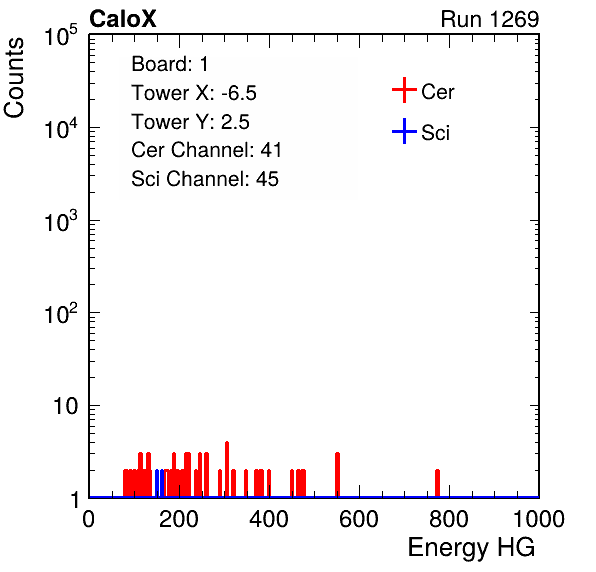 CaloX Run 1269
Counts
10^5
10^4
10^3
10^2
10
1
Board: 1
Tower X: -6.5
Tower Y: 2.5
Cer Channel: 41
Sci Channel: 45
Cer
Sci
0 200 400 600 800 1000
Energy HG